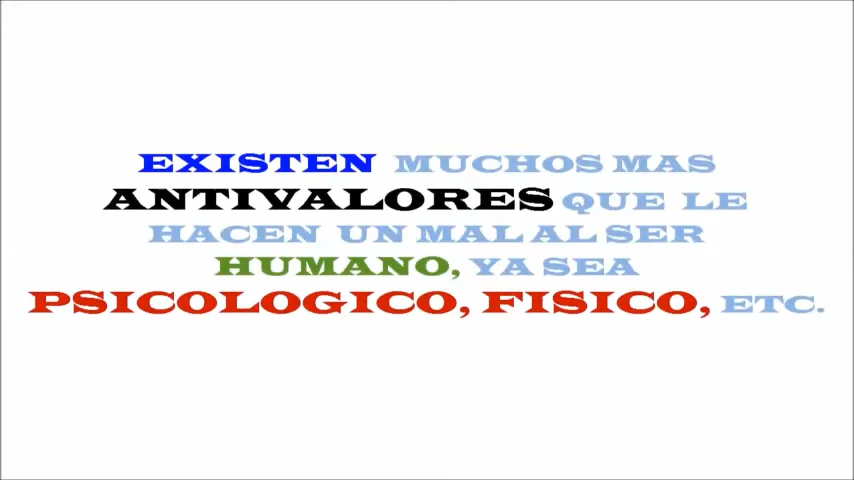 EXISTEN MUCHOS MAS
ANTIVALORES QUE LE
HACEN UN MAL AL SER
HUMANO, YA SEA
PSICOLOGICO, FISICO, ETC.